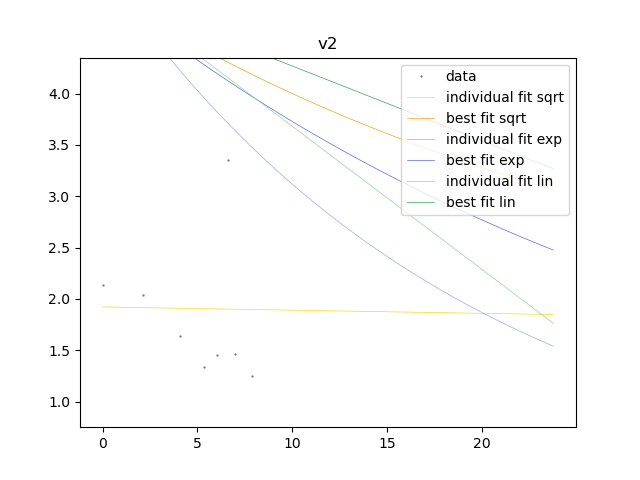 v2
data
individual fit sqrt
best fit sqrt
individual fit exp
best fit exp
individual fit lin
best fit lin
4.0
3.5
3.0
2.5
2.0
1.5
1.0
0
5
10
15
20